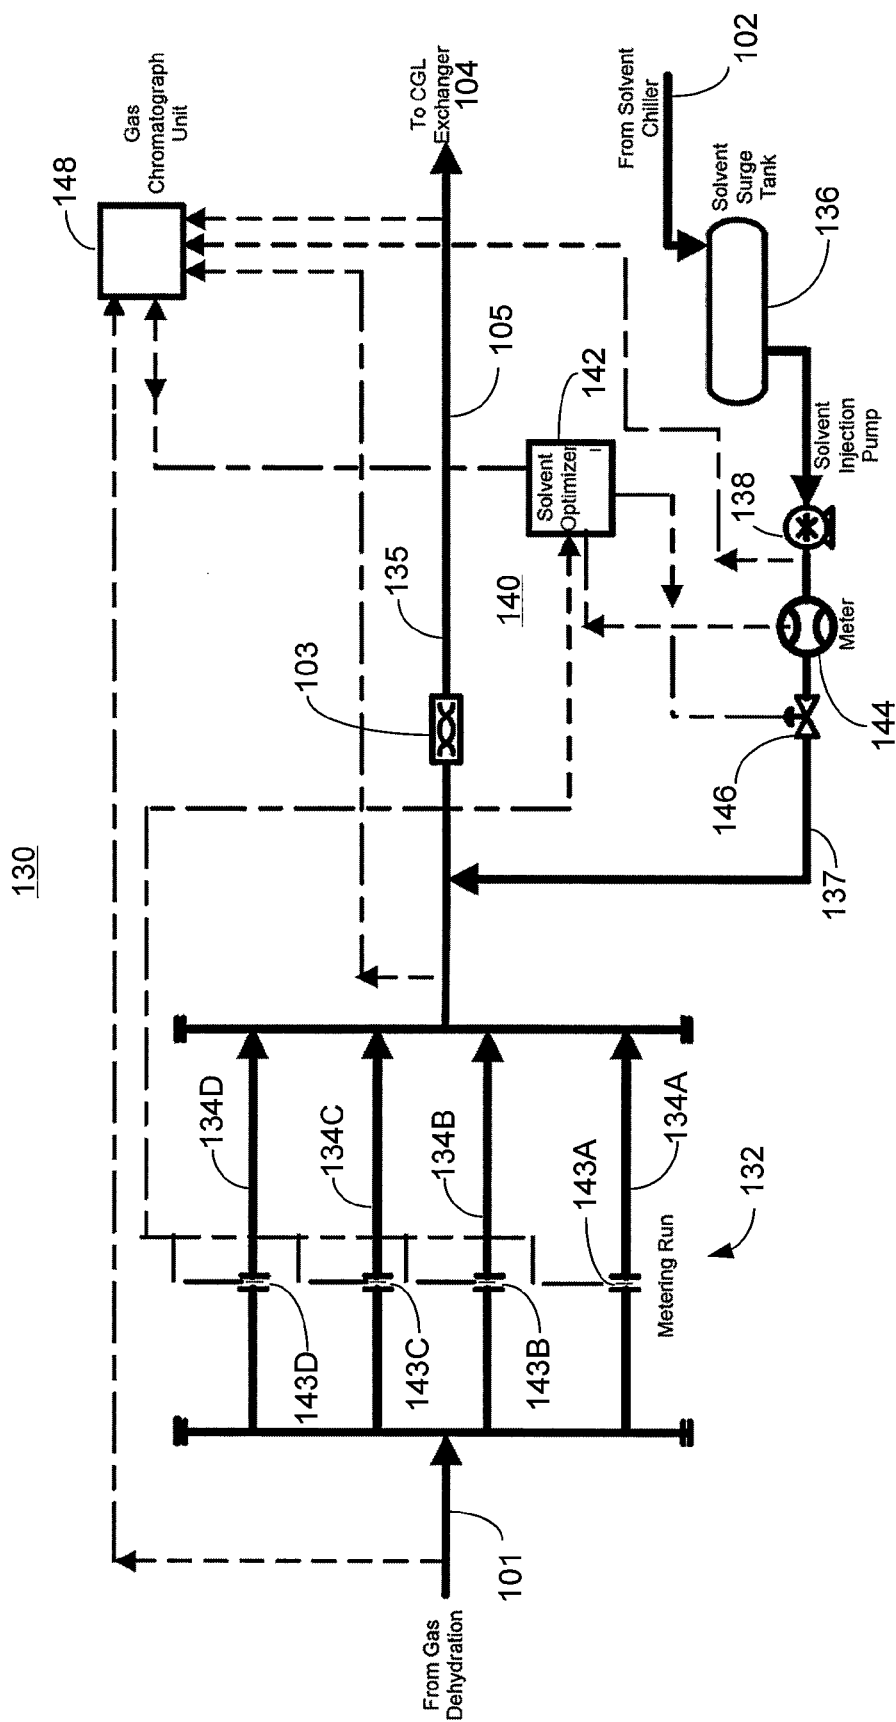 130
148
Gas
Chromatograph
Unit
To CGL
Exchanger
104
From Solvent
Chiller
102
Solvent
Surge
Tank
136
105
142
Solvent
Optimizer
140
135
103
138
Solvent
Injection
Pump
Meter
144
146
137
134D
134C
134B
134A
143D
143C
143B
143A
Metering Run
132
101
From Gas
Dehydration